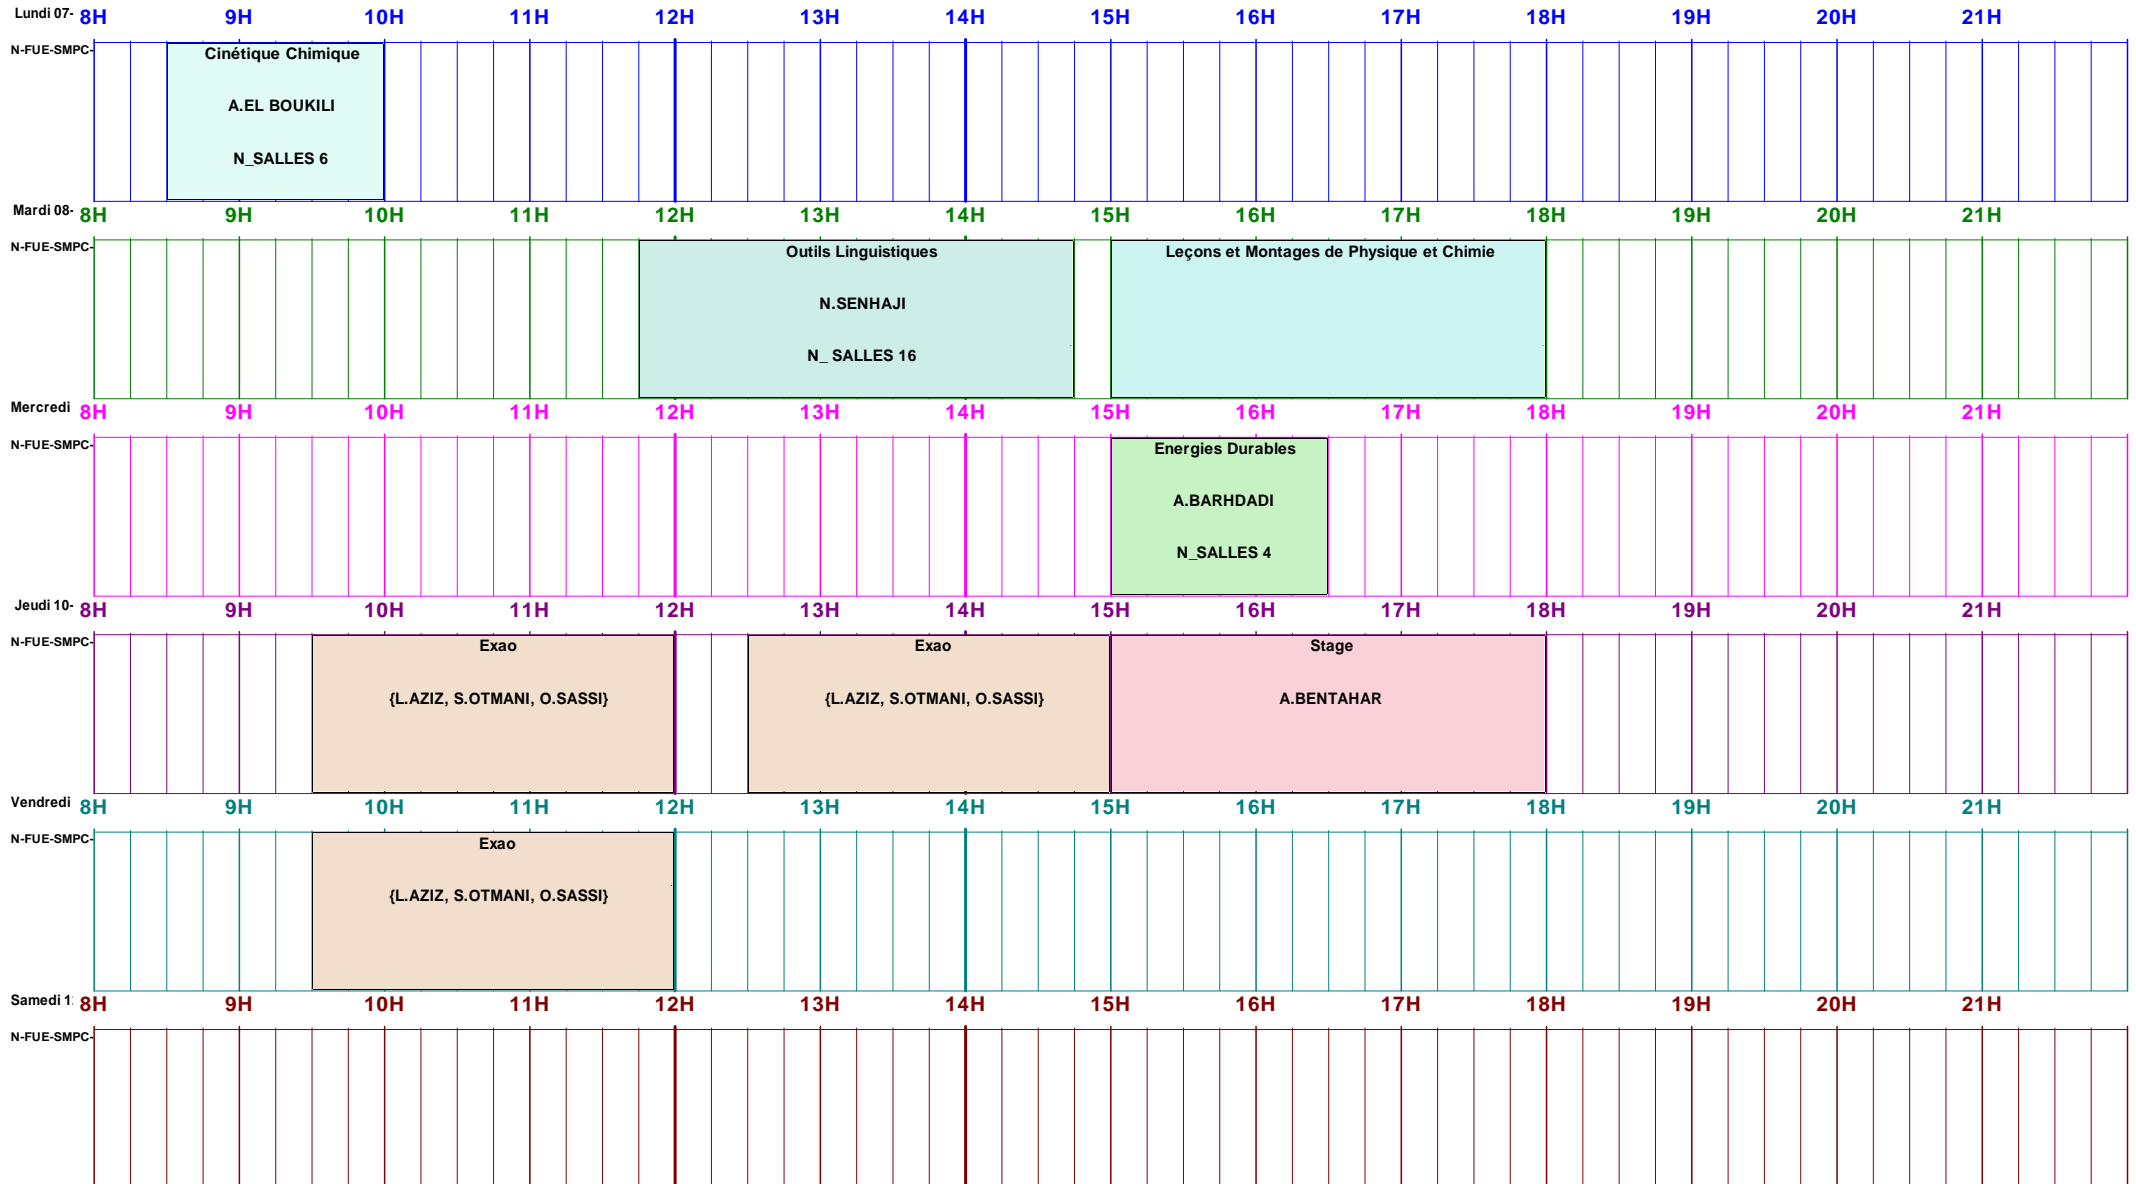 Lundi 07- 8H 9H 10H 11H 12H 13H 14H 15H 16H 17H 18H 19H 20H 21H
N-FUE-SMPC-
Cinétique Chimique
A.EL BOUKILI
N_SALLES 6
Mardi 08- 8H 9H 10H 11H 12H 13H 14H 15H 16H 17H 18H 19H 20H 21H
N-FUE-SMPC-
Outils Linguistiques
N.SENHAJI
N_ SALLES 16
Leçons et Montages de Physique et Chimie
Mercredi 8H 9H 10H 11H 12H 13H 14H 15H 16H 17H 18H 19H 20H 21H
N-FUE-SMPC-
Energies Durables
A.BARHDADI
N_SALLES 4
Jeudi 10- 8H 9H 10H 11H 12H 13H 14H 15H 16H 17H 18H 19H 20H 21H
N-FUE-SMPC-
Exao
{L.AZIZ, S.OTMANI, O.SASSI}
Exao
{L.AZIZ, S.OTMANI, O.SASSI}
Stage
A.BENTAHAR
Vendredi 8H 9H 10H 11H 12H 13H 14H 15H 16H 17H 18H 19H 20H 21H
N-FUE-SMPC-
Exao
{L.AZIZ, S.OTMANI, O.SASSI}
Samedi 1 8H 9H 10H 11H 12H 13H 14H 15H 16H 17H 18H 19H 20H 21H
N-FUE-SMPC-